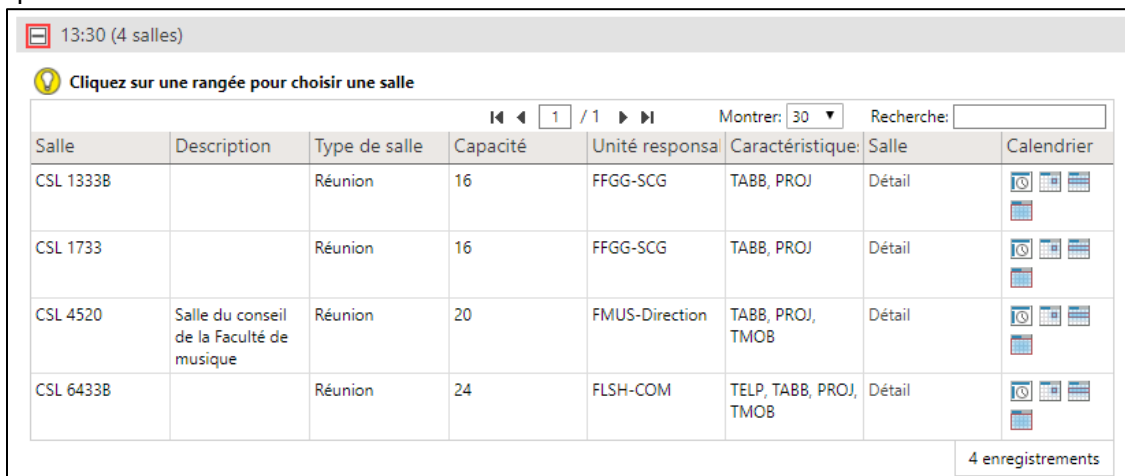 13:30 (4 salles)
Cliquez sur une rangée pour choisir une salle
1 / 1 Montrer: 30 Recherche:
Salle Description Type de salle Capacité Unité responsa Caractéristique: Salle Calendrier
CSL 1333B Réunion 16 FFGG-SCG TABB, PROJ Détail
CSL 1733 Réunion 16 FFGG-SCG TABB, PROJ Détail
CSL 4520 Salle du conseil Réunion 20 FMUS-Direction TABB, PROJ, Détail
de la Faculté de TMOB
musique
CSL 6433B Réunion 24 FLSH-COM TELP, TABB, PROJ, Détail
TMOB
4 enregistrements